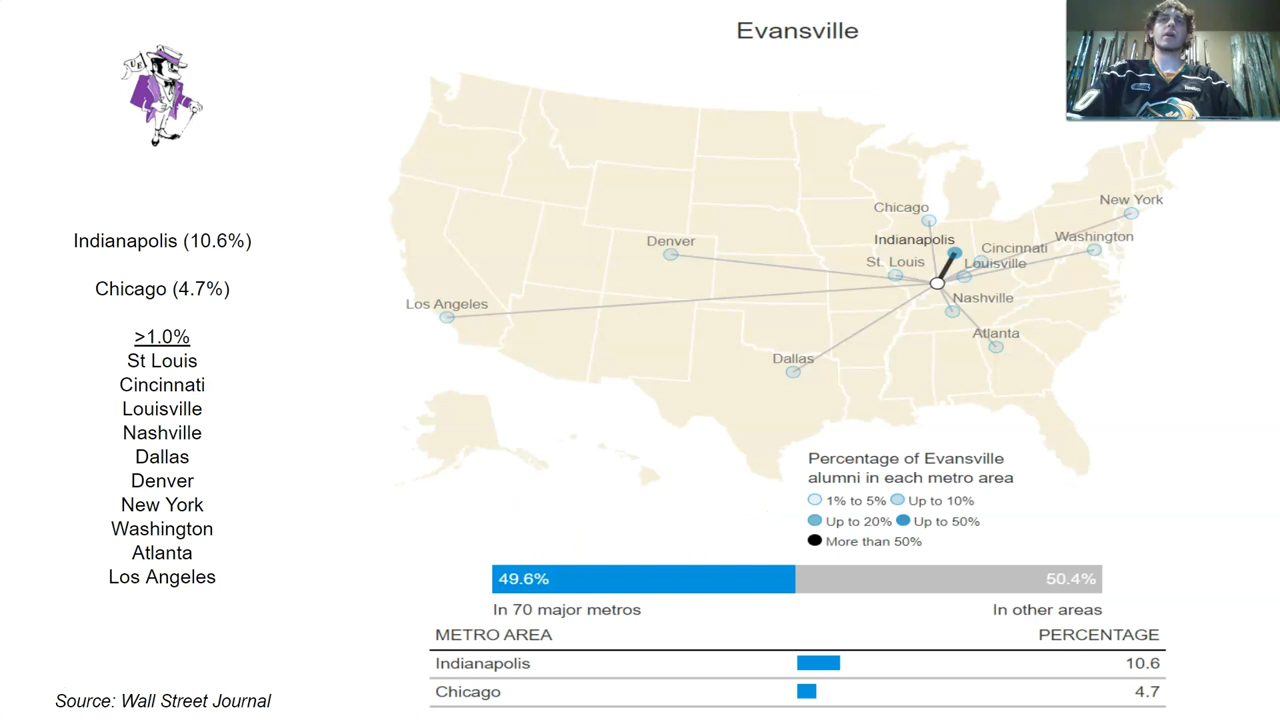 Evansville
UE
Indianapolis (10.6%)
Chicago (4.7%)
>1.0%
St Louis
Cincinnati
Louisville
Nashville
Dallas
Denver
New York
Washington
Atlanta
Los Angeles
Source: Wall Street Journal
New York
Chicago
Washington
Indianapolis
Denver
Cincinnati
St. Louis
Louisville
Nashville
Los Angeles
Atlanta
Dallas
Percentage of Evansville
alumni in each metro area
1% to 5% Up to 10%
Up to 20% Up to 50%
More than 50%
49.6% 50.4%
In 70 major metros In other areas
METRO AREA PERCENTAGE
Indianapolis 10.6
Chicago 4.7